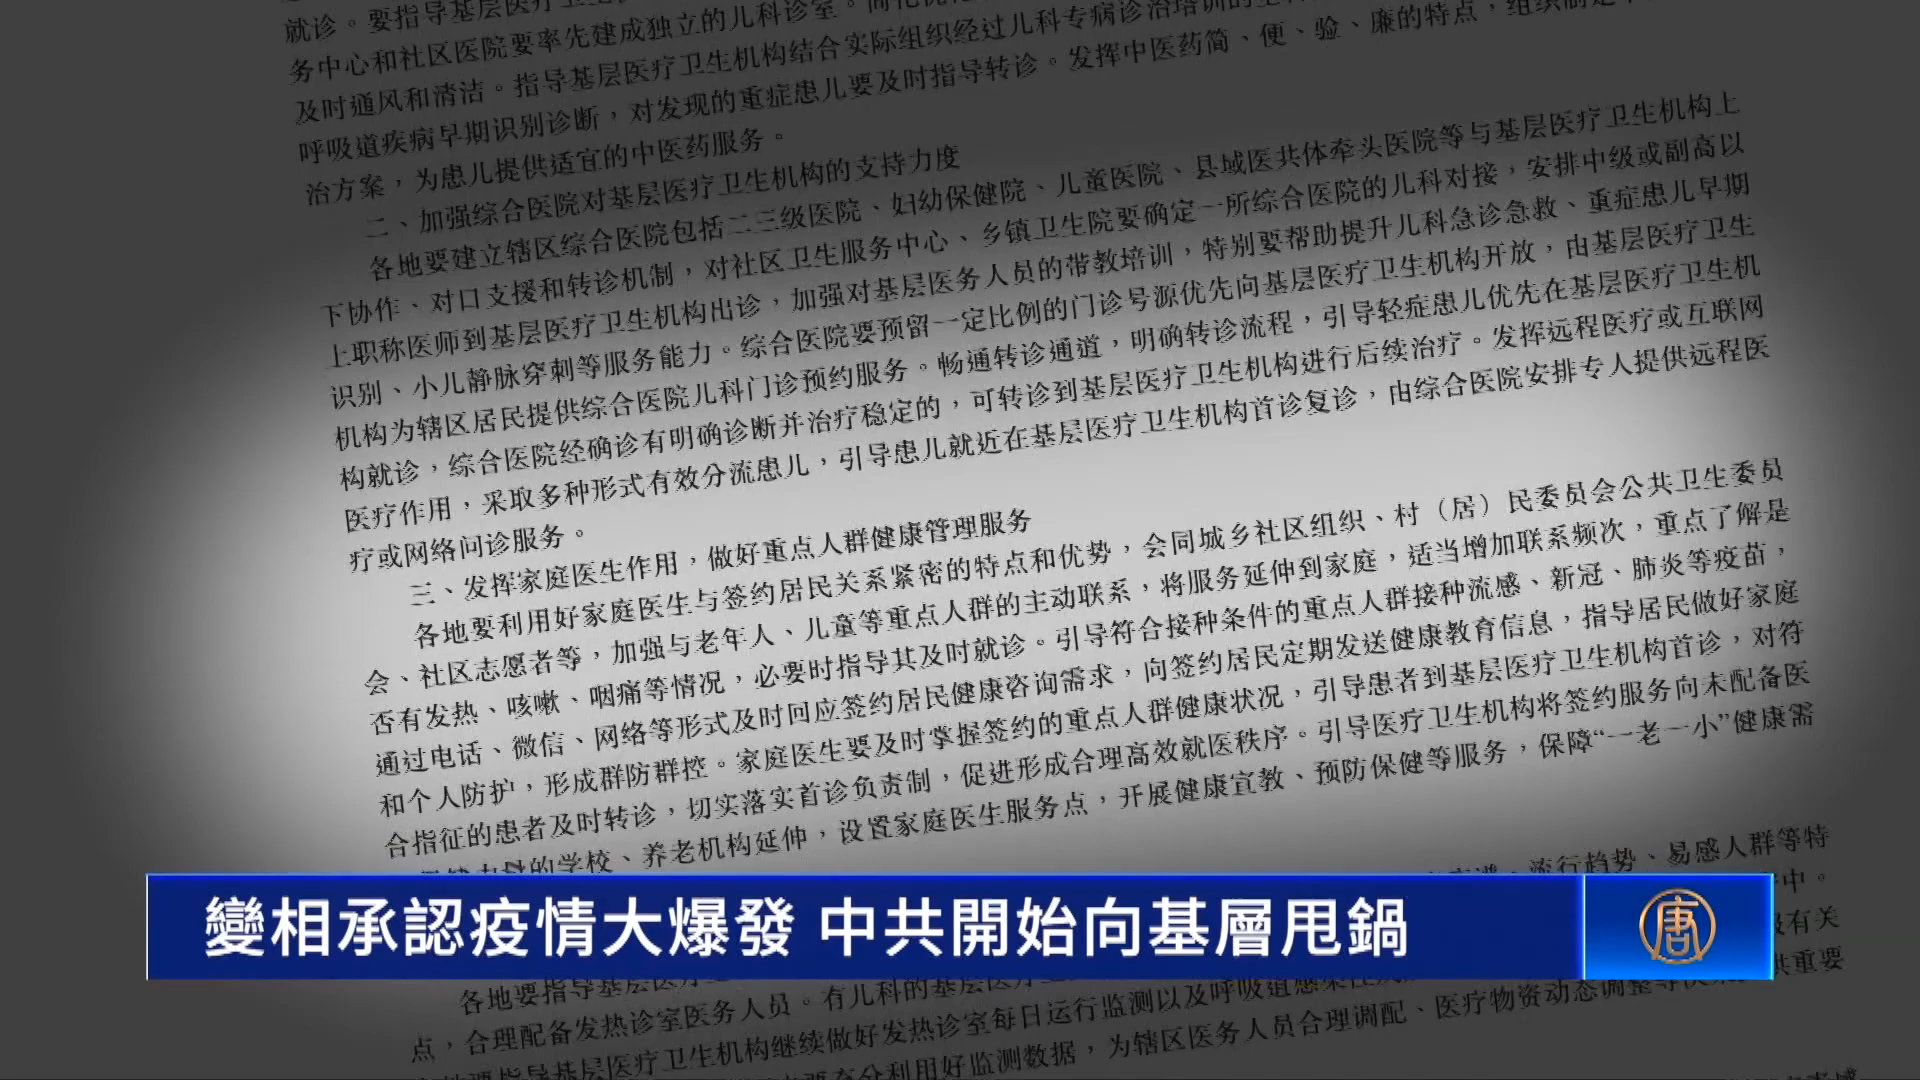 就诊。要指导基层医疗卫生
务中心和社区医院要率先建成独立的儿科诊室。
及时通风和清洁。指导基层医疗卫生机构结合实际组织经过儿科专病诊治培训的
呼吸道疾病早期识别诊断，对发现的重症患儿要及时指导转诊。发挥中医药简、便、验、廉的特点，组织制定
治方案，为患儿提供适宜的中医药服务。
二、加强综合医院对基层医疗卫生机构的支持力度
各地要建立辖区综合医院包括二三级医院、妇幼保健院、儿童医院、县域医共体牵头医院等与基层医疗卫生机构上
下协作、对口支援和转诊机制，对社区卫生服务中心、乡镇卫生院要确定一所综合医院的儿科对接，安排中级或副高以
上职称医师到基层医疗卫生机构出诊，加强对基层医务人员的带教培训，特别要帮助提升儿科急诊急救、重症患儿早期
识别、小儿静脉穿刺等服务能力。综合医院要预留一定比例的门诊号源优先向基层医疗卫生机构开放，由基层医疗卫生
机构为辖区居民提供综合医院儿科门诊预约服务。畅通转诊通道，明确转诊流程，引导轻症患儿优先在基层医疗卫生机
构就诊，综合医院经确诊有明确诊断并治疗稳定的，可转诊到基层医疗卫生机构进行后续治疗。发挥远程医疗或互联网
医疗作用，采取多种形式有效分流患儿，引导患儿就近在基层医疗卫生机构首诊复诊，由综合医院安排专人提供远程医
疗或网络问诊服务。
三、发挥家庭医生作用，做好重点人群健康管理服务
各地要利用好家庭医生与签约居民关系紧密的特点和优势，会同城乡社区组织、村（居）民委员会公共卫生委员
会、社区志愿者等，加强与老年人、儿童等重点人群的主动联系，将服务延伸到家庭，适当增加联系频次，重点了解是
否有发热、咳嗽、咽痛等情况，必要时指导其及时就诊。引导符合接种条件的重点人群接种流感、新冠、肺炎等疫苗，
通过电话、微信、网络等形式及时回应签约居民健康咨询需求，向签约居民定期发送健康教育信息，指导居民做好家庭
和个人防护，形成群防群控。家庭医生要及时掌握签约的重点人群健康状况，引导患者到基层医疗卫生机构首诊，对符
合指征的患者及时转诊，切实落实首诊负责制，促进形成合理高效就医秩序。引导医疗卫生机构将签约服务向未配备医
的学校、养老机构延伸，设置家庭医生服务点，开展健康宣教、预防保健等服务，保障“一老一小”健康需
流行趋势、易感人群等特
中。
變相承認疫情大爆發 中共開始向基層甩鍋
唐
有关
各地要指导基层医疗
点，合理配备发热诊室医务人员。有儿科的基层医疗
重要
指导基层医疗卫生机构继续做好发热诊室每日运行监测以及呼吸道感染性
充分利用好监测数据，为辖区医务人员合理调配、医疗物资动态调整等